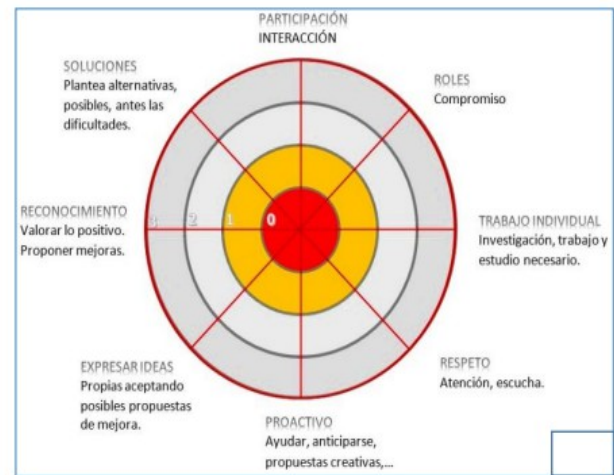 PARTICIPACIÓN
INTERACCIÓN
SOLUCIONES
Plantea alternativas,
posibles, antes las
dificultades.
ROLES
Compromiso
RECONOCIMIENTO
Valorar lo positivo.
Proponer mejoras.
3 2 1 0
TRABAJO INDIVIDUAL
Investigación, trabajo y
estudio necesario.
EXPRESAR IDEAS
Propias aceptando
posibles propuestas
de mejora.
RESPETO
Atención, escucha.
PROACTIVO
Ayudar, anticiparse,
propuestas creativas,...